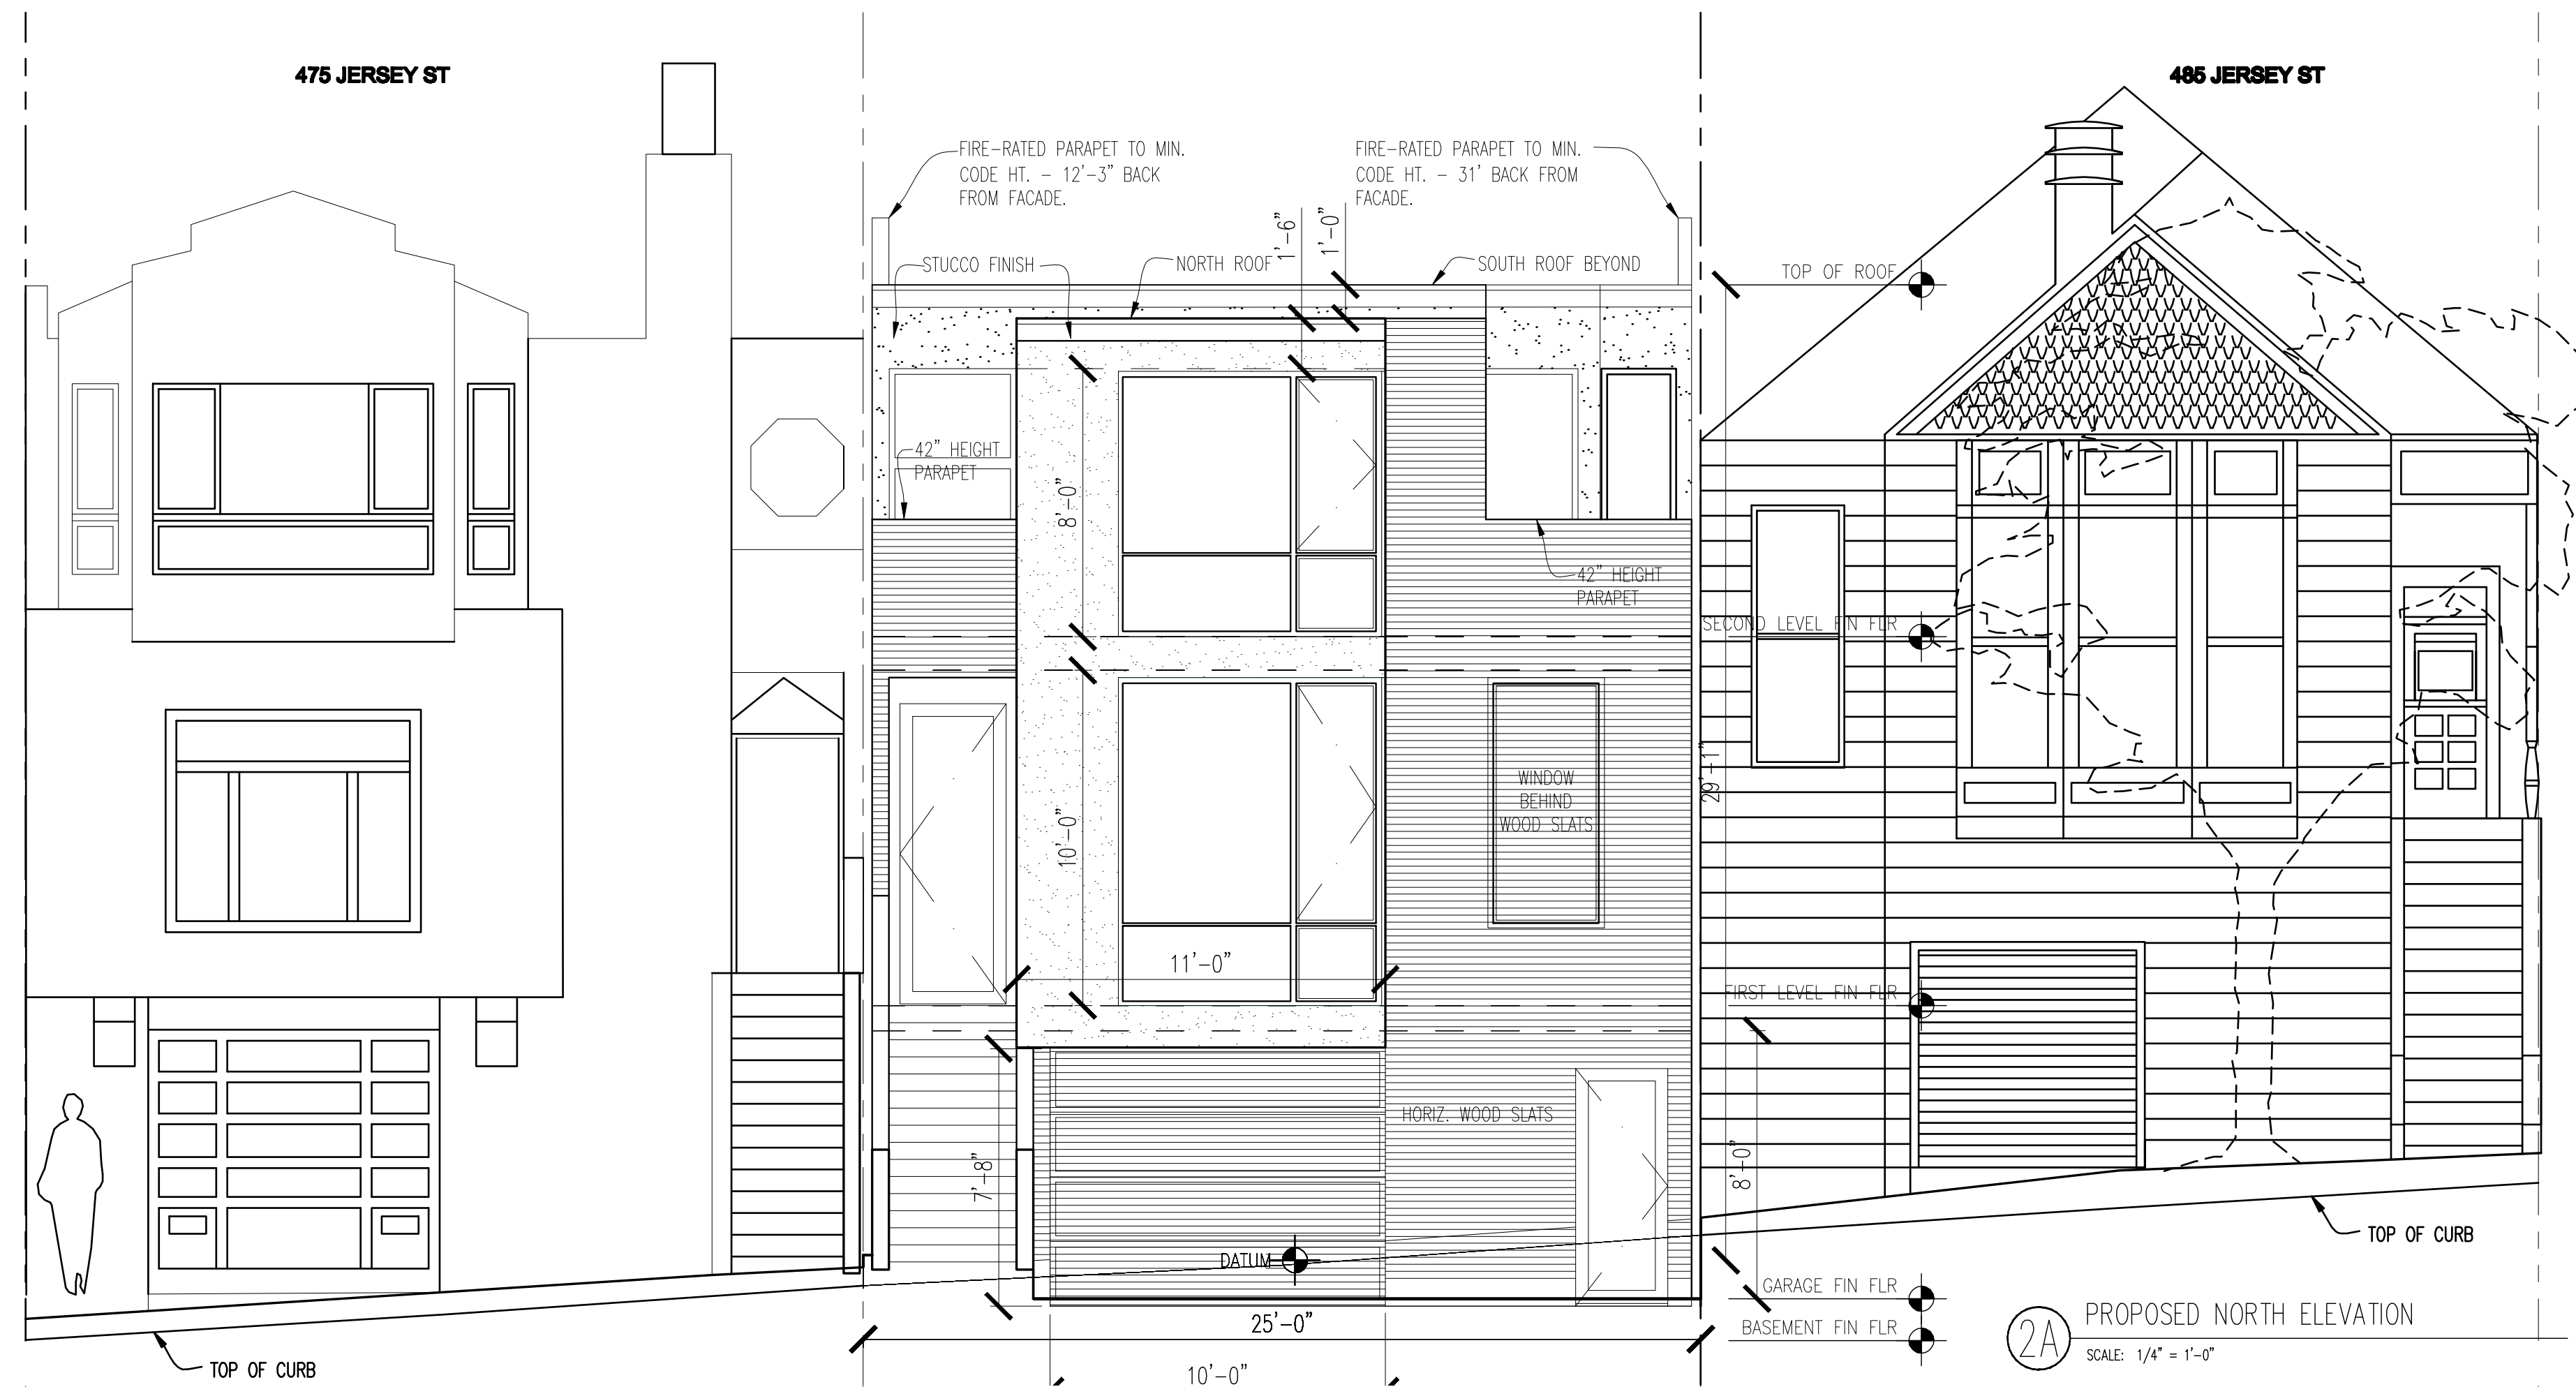 475 JERSEY ST
485 JERSEY ST
FIRE-RATED PARAPET TO MIN.
CODE HT. - 12'-3" BACK
FROM FACADE.
FIRE-RATED PARAPET TO MIN.
CODE HT. - 31' BACK FROM
FACADE.
1'-6"
1'-0"
STUCCO FINISH
NORTH ROOF
SOUTH ROOF BEYOND
TOP OF ROOF
42" HEIGHT
PARAPET
8'-0"
42" HEIGHT
PARAPET
SECOND LEVEL FIN FLR
29'-1"
WINDOW
BEHIND
WOOD SLATS
10'-0"
11'-0"
FIRST LEVEL FIN FLR
HORIZ. WOOD SLATS
7'-8"
8'-0"
DATUM
TOP OF CURB
GARAGE FIN FLR
25'-0"
BASEMENT FIN FLR
2A
PROPOSED NORTH ELEVATION
SCALE: 1/4" = 1'-0"
TOP OF CURB
10'-0"